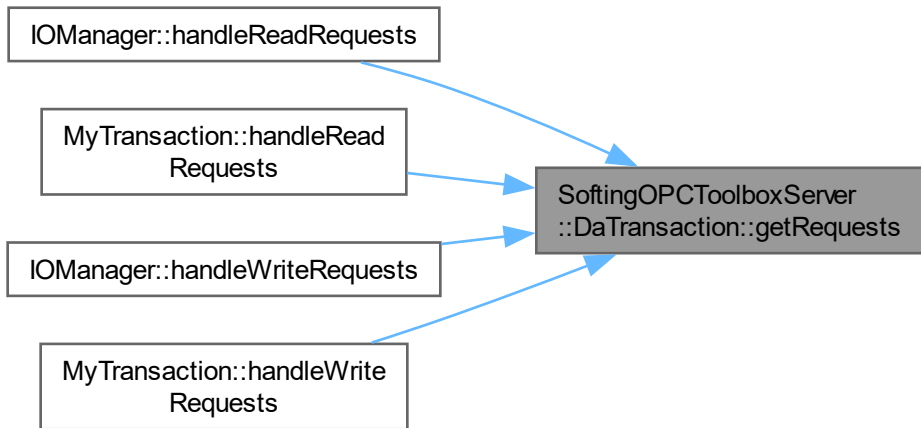 IOManager::handleReadRequests
MyTransaction::handleRead
Requests
IOManager::handleWriteRequests
MyTransaction::handleWrite
Requests
SoftingOPCToolboxServer
::DaTransaction::getRequests